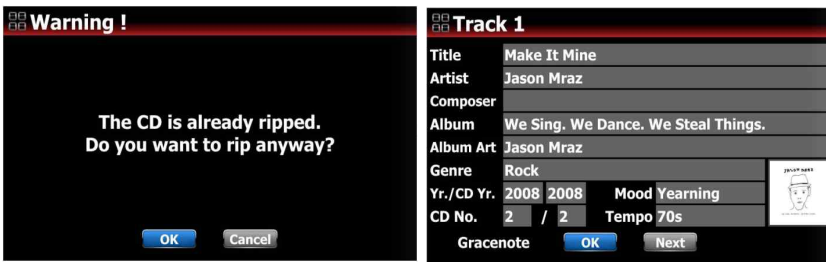 Warning !
The CD is already ripped.
Do you want to rip anyway?
OK Cancel
Track 1
Title Make It Mine
Artist Jason Mraz
Composer
Album We Sing. We Dance. We Steal Things.
Album Art Jason Mraz
Genre Rock
Yr./CD Yr. 2008 2008 Mood Yearning
CD No. 2 / 2 Tempo 70s
Gracenote OK Next
JASON MRAZ